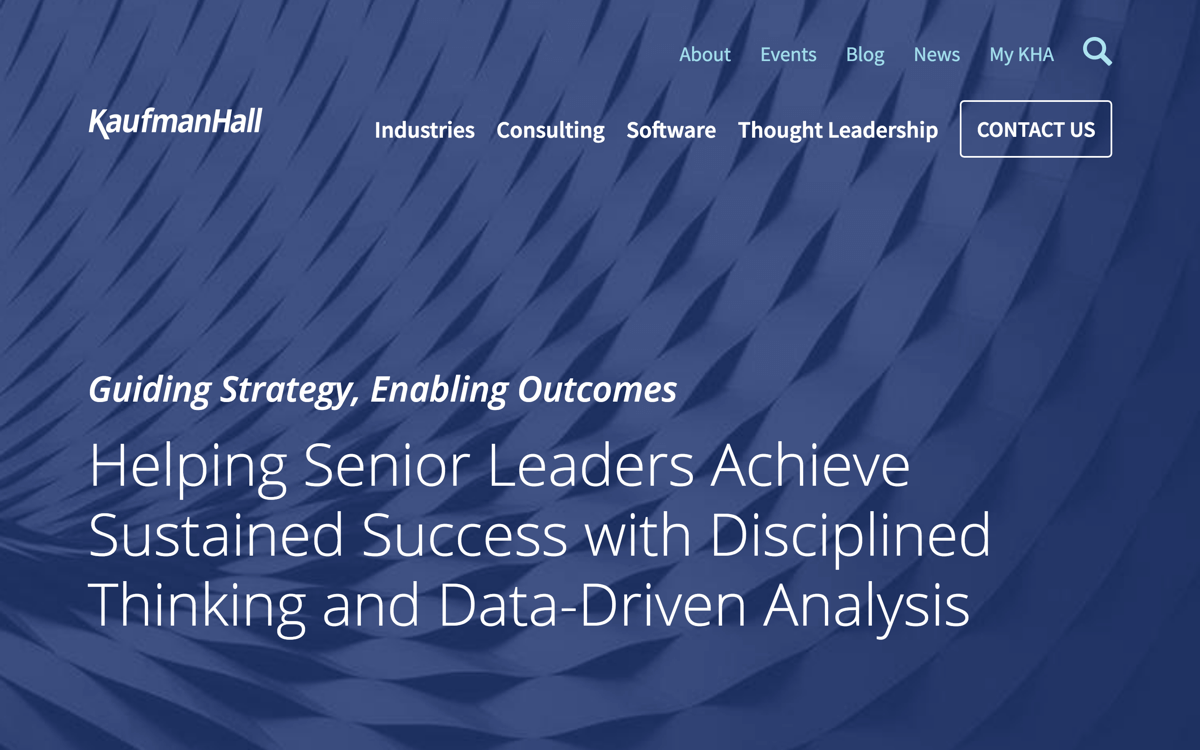 About Events Blog News My KHA
KaufmanHall
Industries Consulting Software Thought Leadership CONTACT US
Guiding Strategy, Enabling Outcomes
Helping Senior Leaders Achieve
Sustained Success with Disciplined
Thinking and Data-Driven Analysis